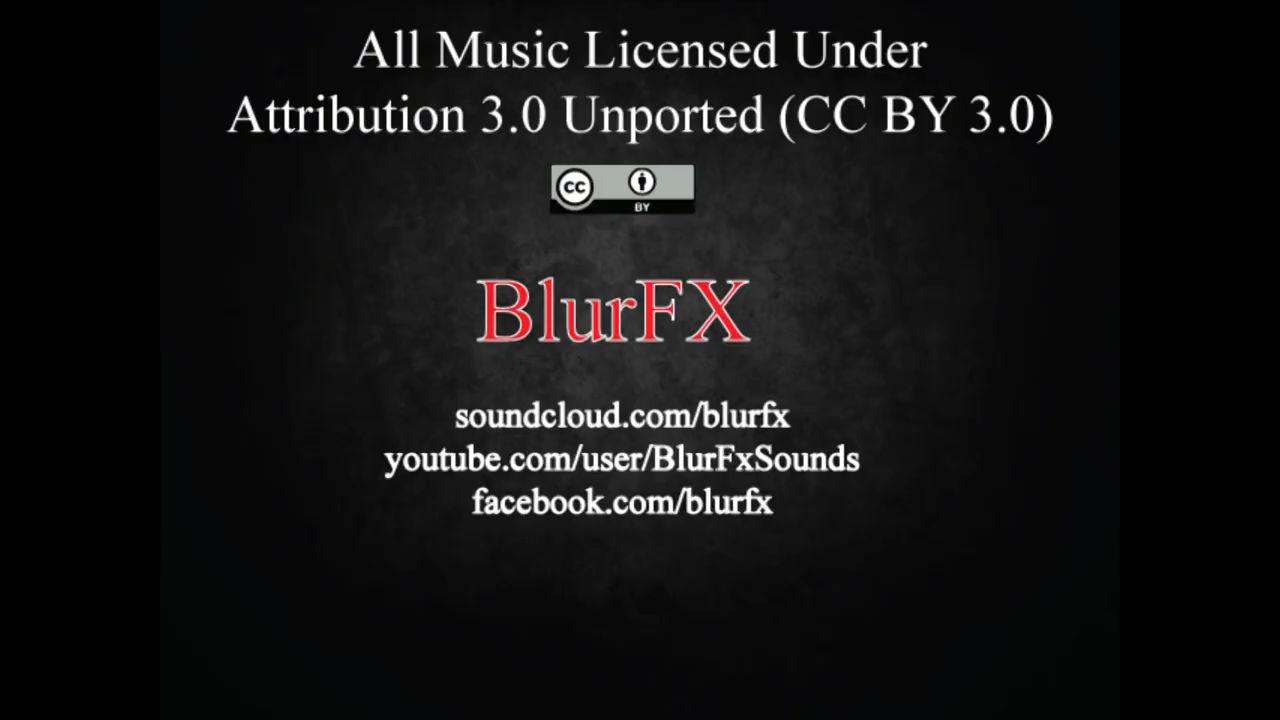 All Music Licensed Under
Attribution 3.0 Unported (CC BY 3.0)
CC
BY
BlurFX
soundcloud.com/blurfx
youtube.com/user/BlurFxSounds
facebook.com/blurfx